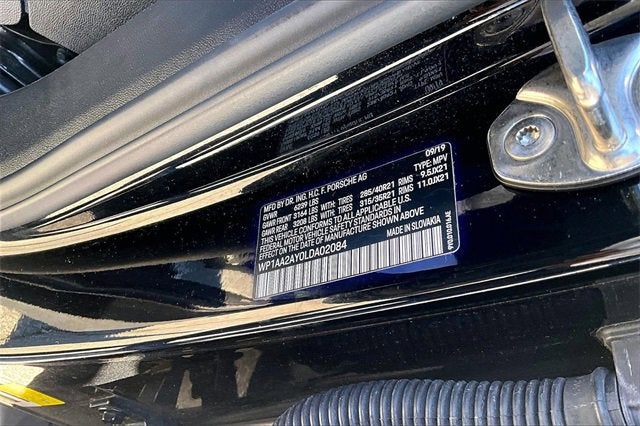 09/19
MFD BY DR. ING. H.C. F. PORSCHE AG TYPE: MPV
GVWR 6239 LBS
GAWR FRONT 3164 LBS WITH TIRES 285/40R21 RIMS 9.5JX21
GAWR REAR 3208 LBS WITH TIRES 315/35R21 RIMS 11.0JX21
THIS VEHICLE CONFORMS TO ALL APPLICABLE U.S.
FEDERAL MOTOR VEHICLE SAFETY STANDARDS IN
EFFECT ON DATE OF MANUFACTURE SHOWN ABOVE
WP1AA2AY0LDA02084 MADE IN SLOVAKIA